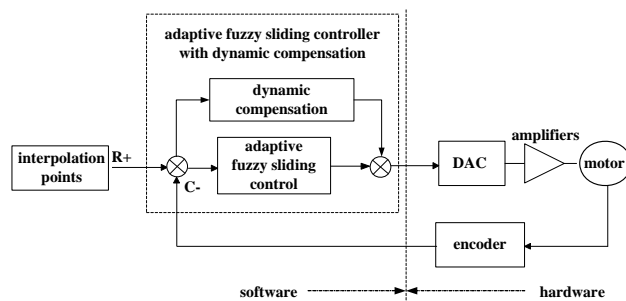 adaptive fuzzy sliding controller
with dynamic compensation
dynamic
compensation
adaptive
fuzzy sliding
control
interpolation
points
R+
C-
DAC
amplifiers
motor
encoder
software
hardware